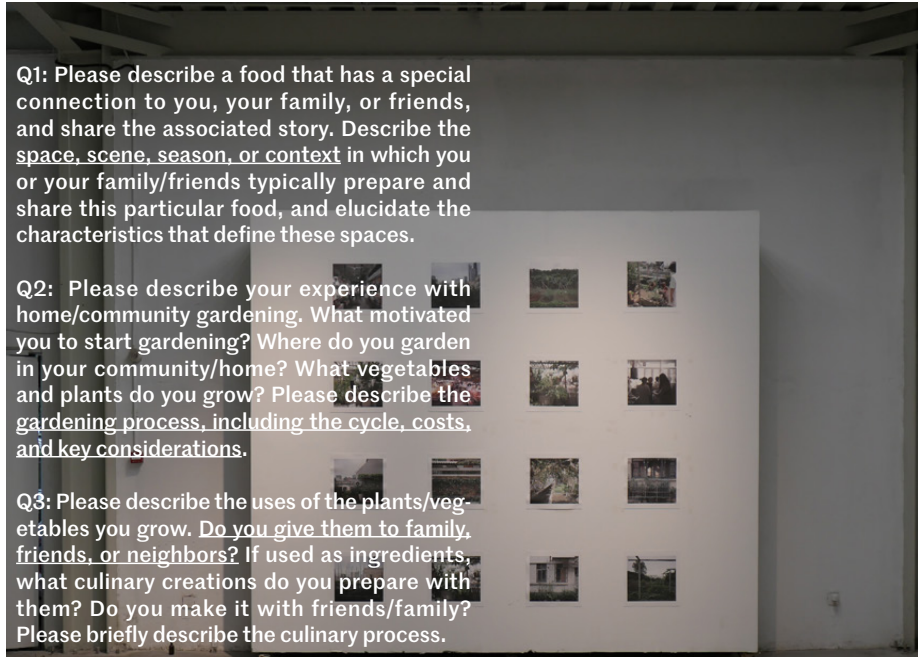 Q1: Please describe a food that has a special
connection to you, your family, or friends,
and share the associated story. Describe the
space, scene, season, or context in which you
or your family/friends typically prepare and
share this particular food, and elucidate the
characteristics that define these spaces.
Q2: Please describe your experience with
home/community gardening. What motivated
you to start gardening? Where do you garden
in your community/home? What vegetables
and plants do you grow? Please describe the
gardening process, including the cycle, costs,
and key considerations.
Q3: Please describe the uses of the plants/veg-
etables you grow. Do you give them to family,
friends, or neighbors? If used as ingredients,
what culinary creations do you prepare with
them? Do you make it with friends/family?
Please briefly describe the culinary process.